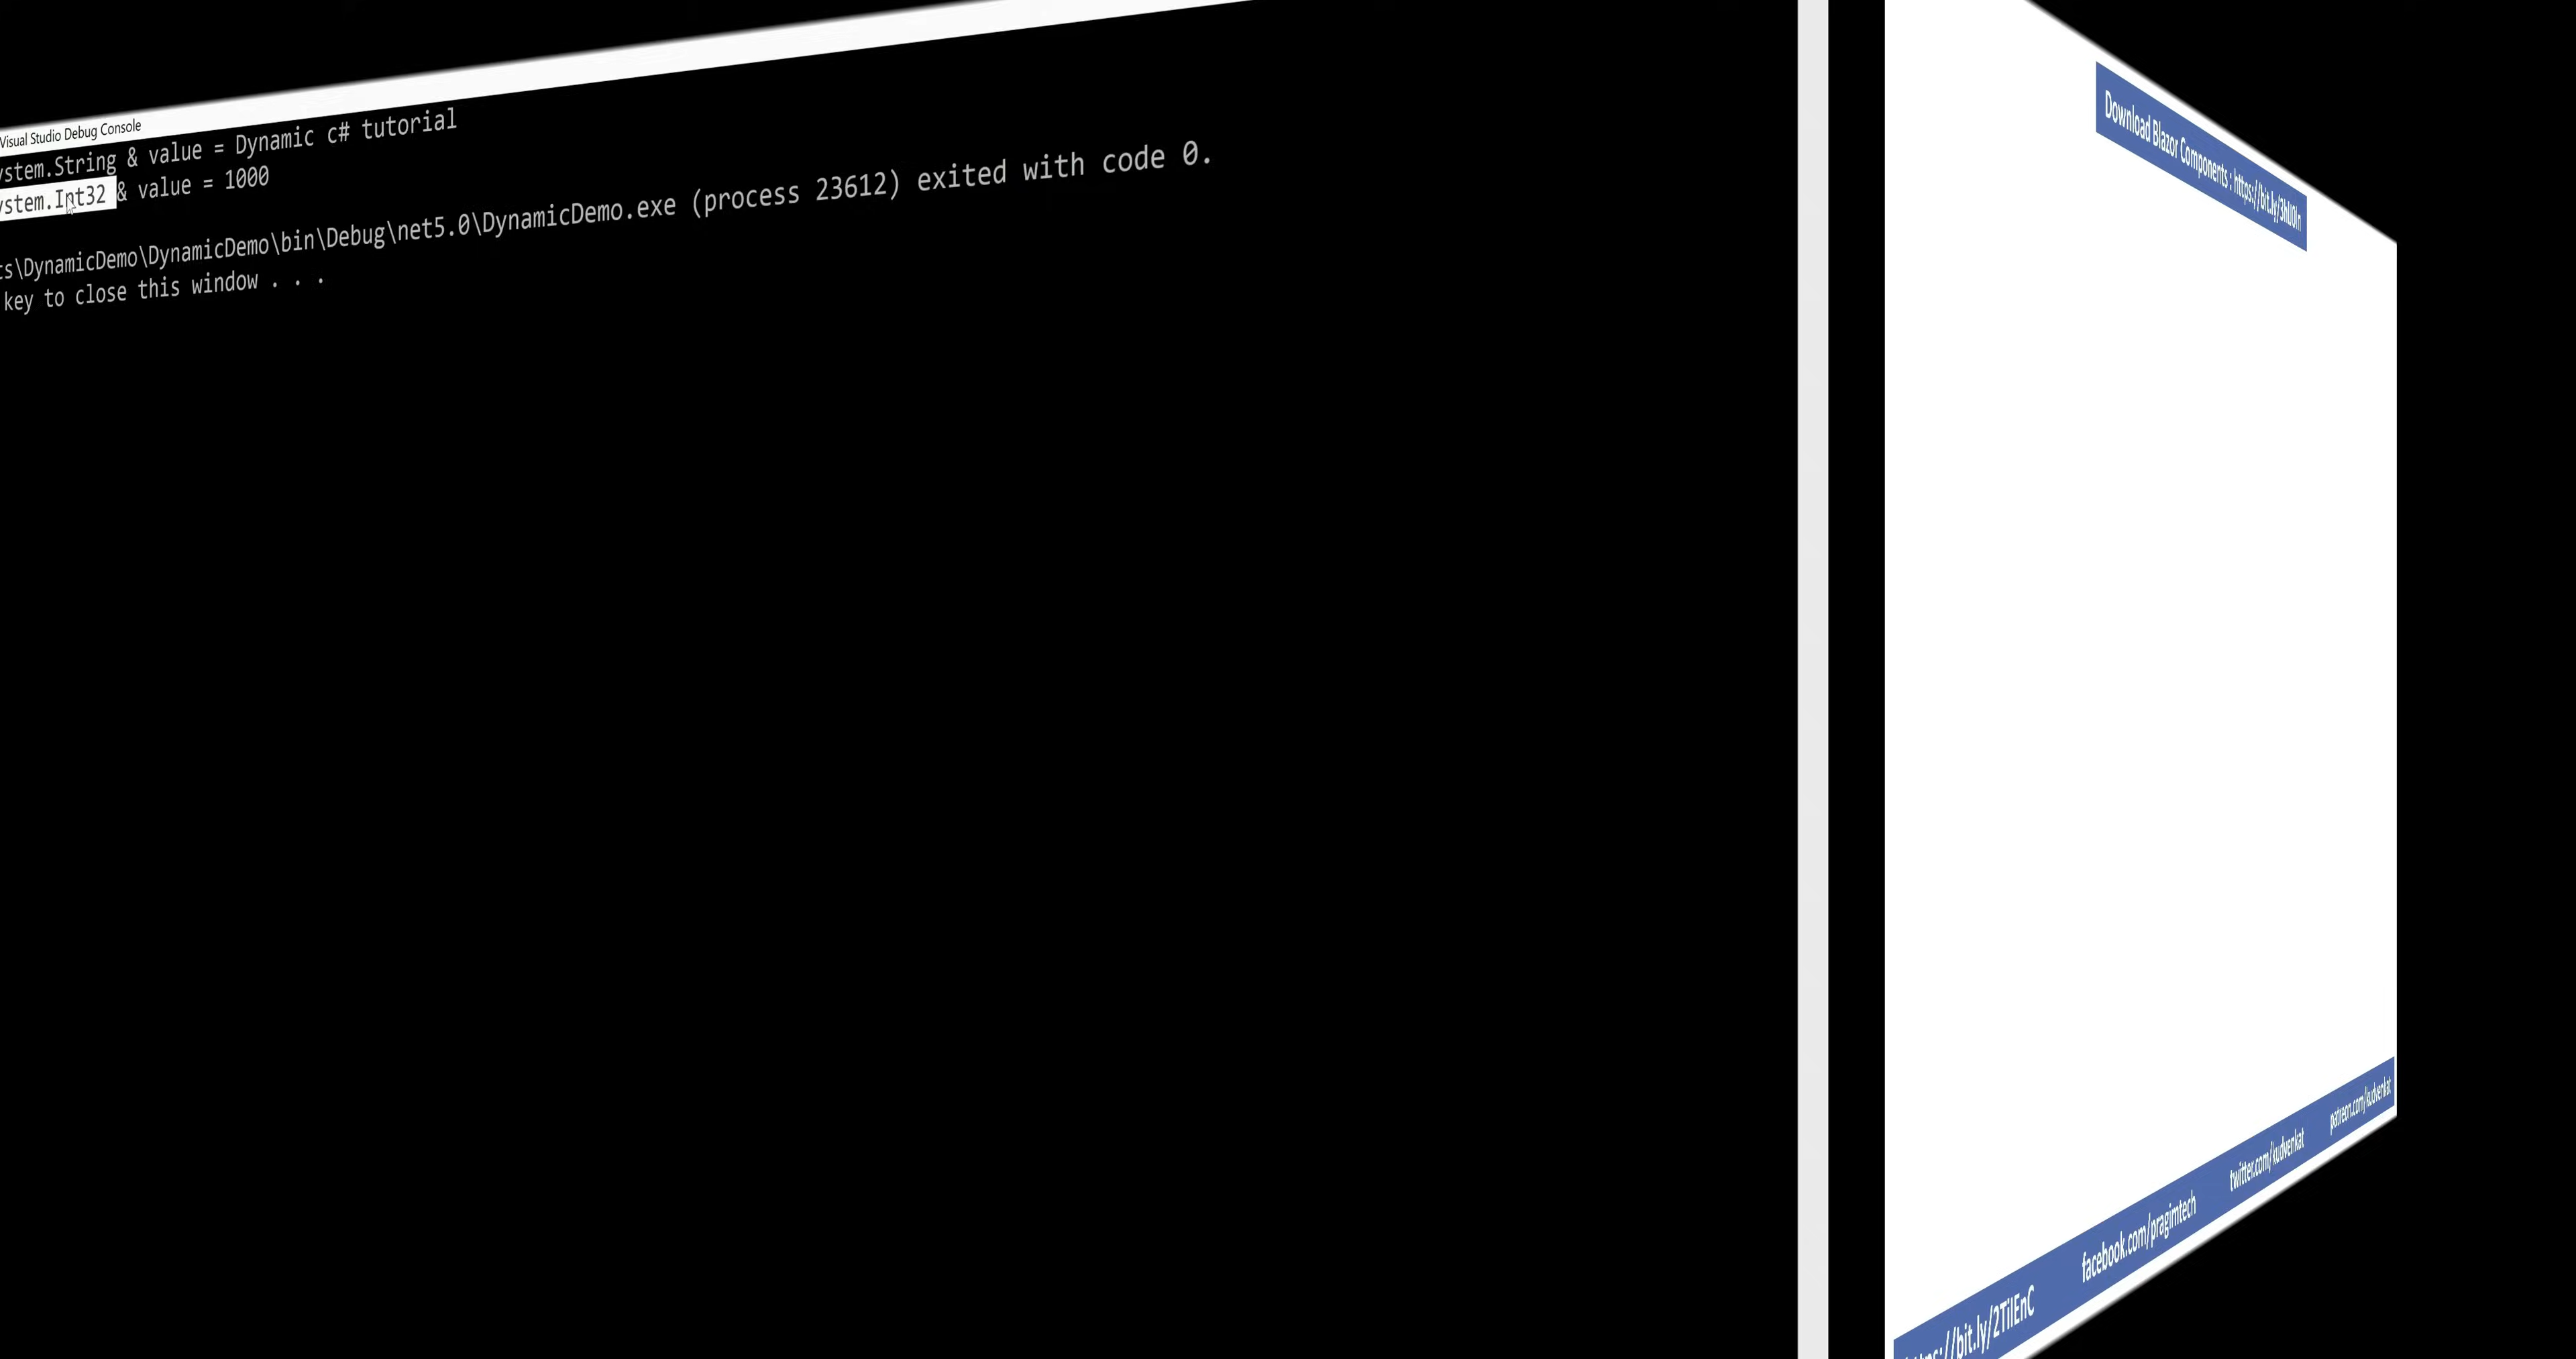 Visual Studio Debug Console
ystem.String & value = Dynamic c# tutorial
ystem.Int32 & value = 1000
ts\DynamicDemo\DynamicDemo\bin\Debug\net5.0\DynamicDemo.exe (process 23612) exited with code 0.
key to close this window . . .
Download Blazor Components :
://bit.ly/2TilEnC facebook.com/pragimtech twitter.com/kudvenkat patreon.com/kudvenkat